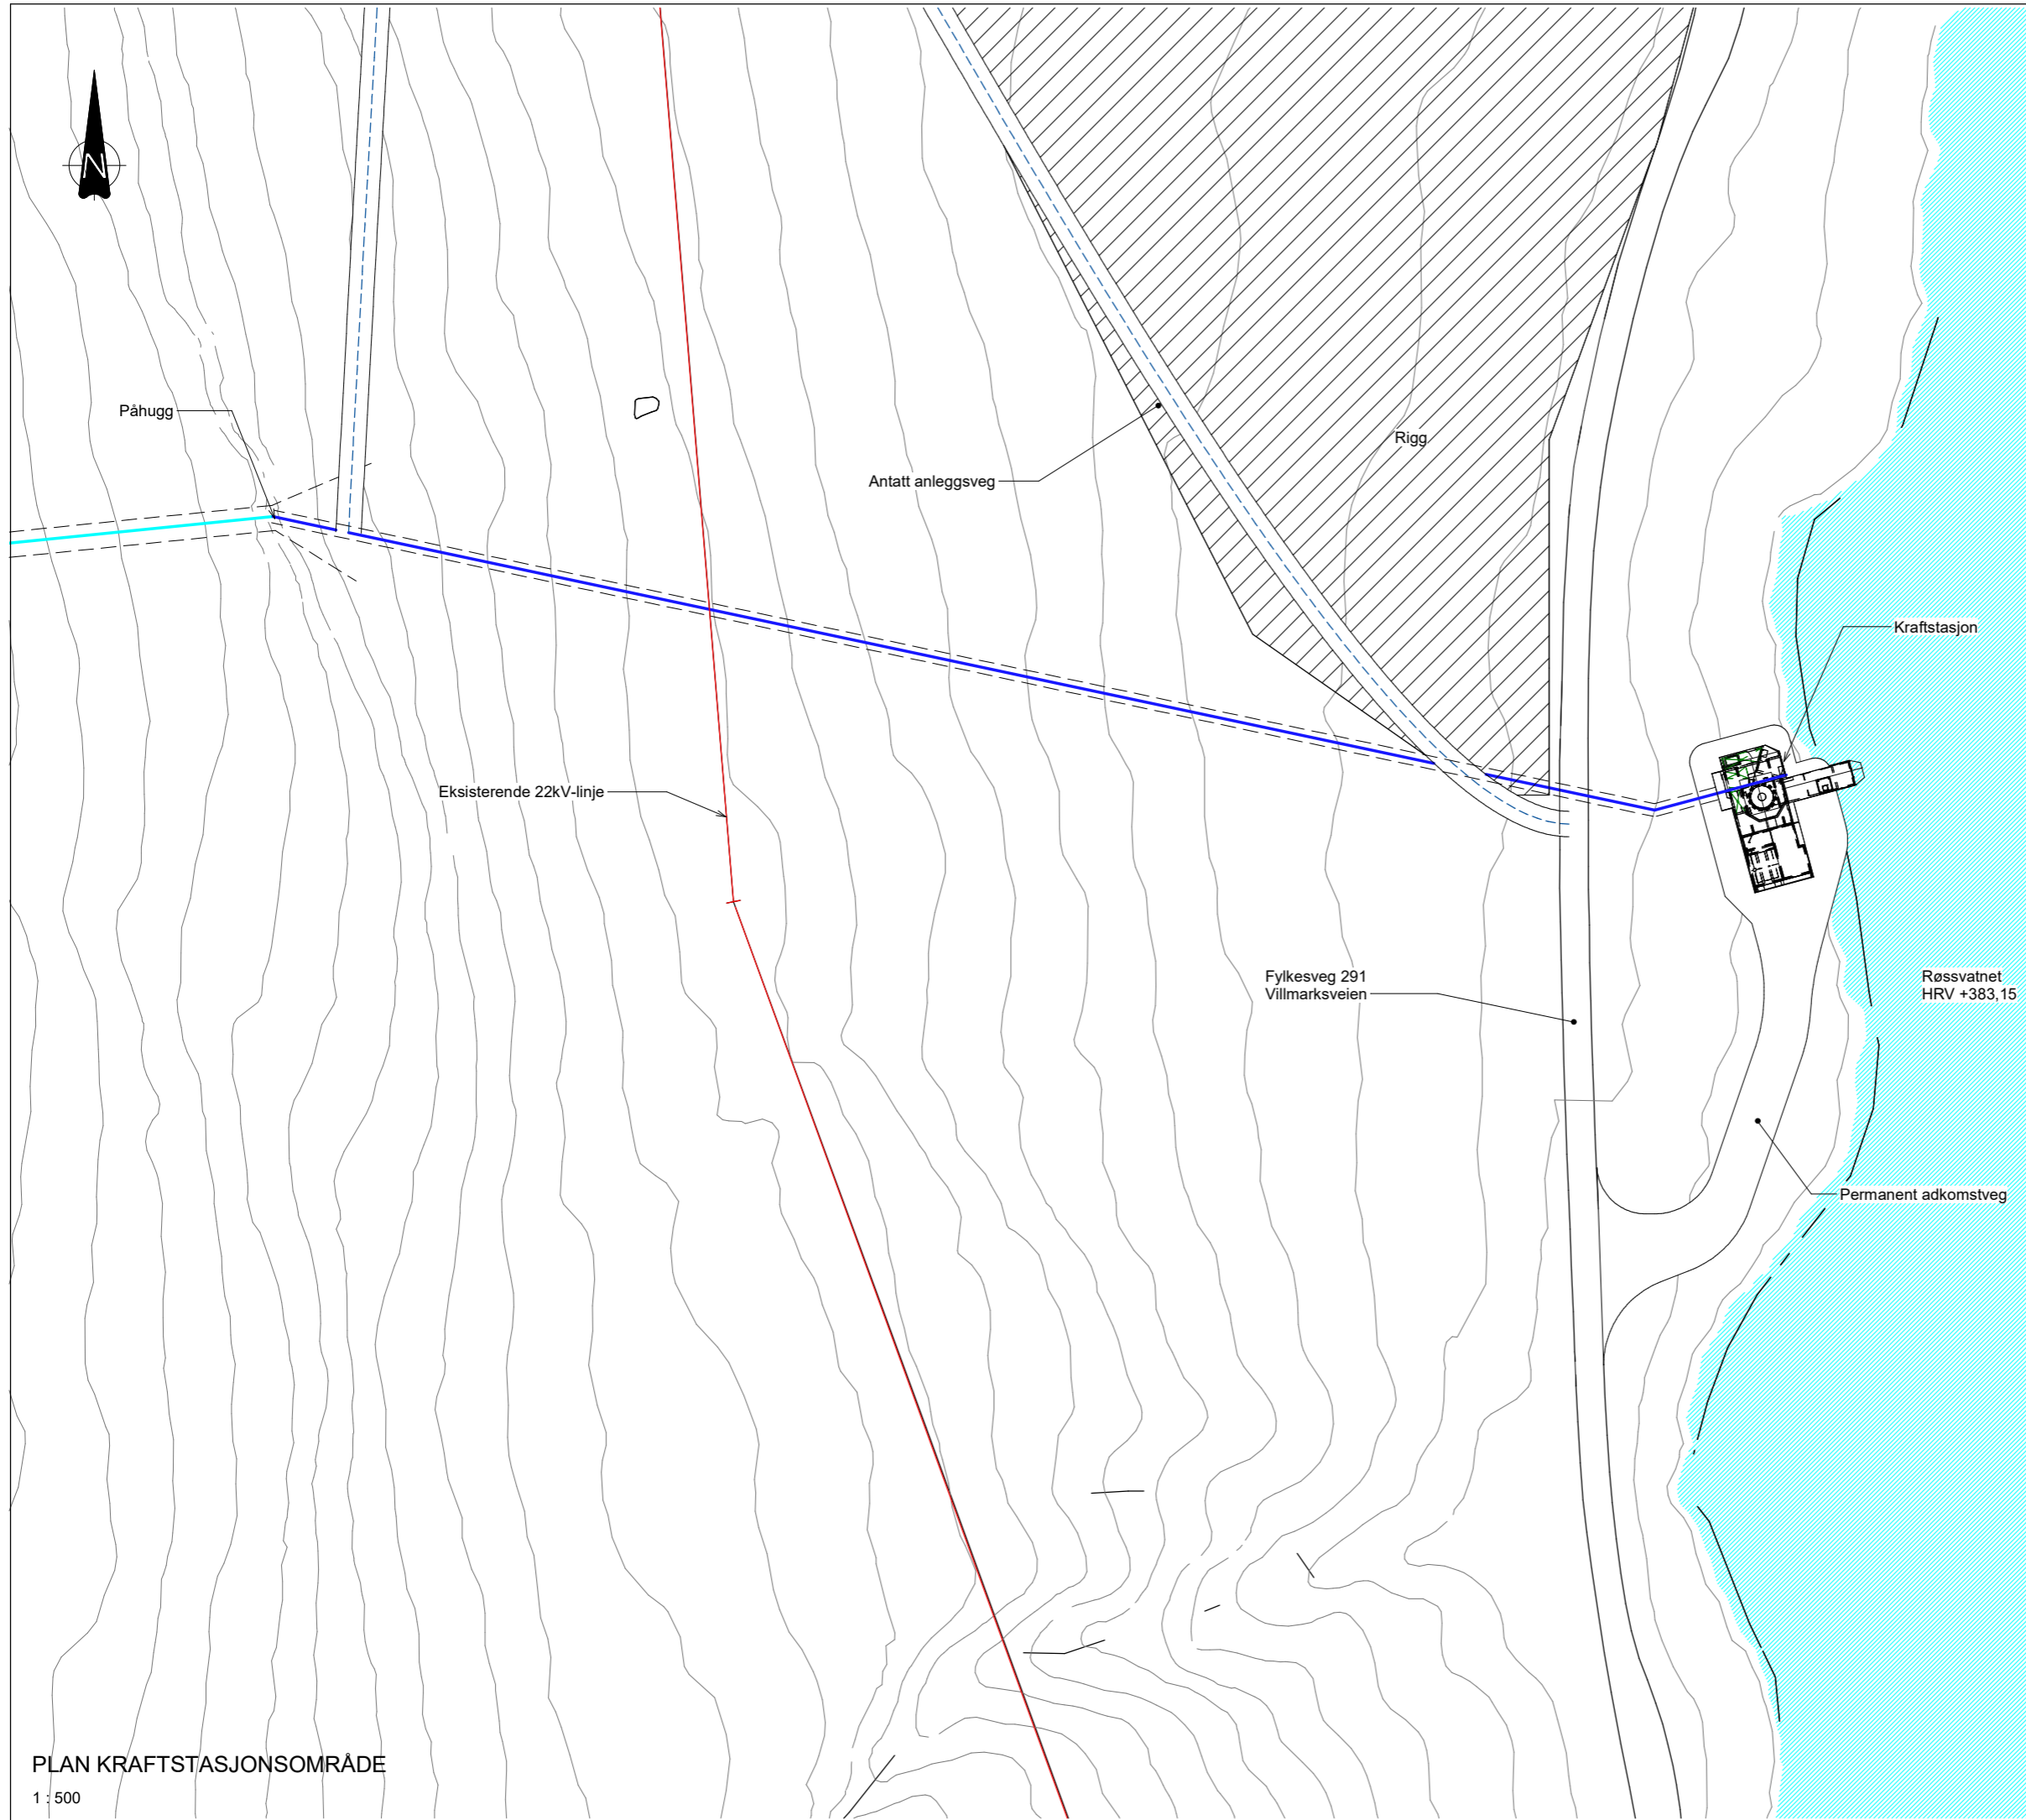 N
Påhugg
Rigg
Antatt anleggsveg
Kraftstasjon
Eksisterende 22kV-linje
Fylkesveg 291
Villmarksveien
Røssvatnet
HRV +383,15
Permanent adkomstveg
PLAN KRAFTSTASJONSOMRÅDE
1 : 500